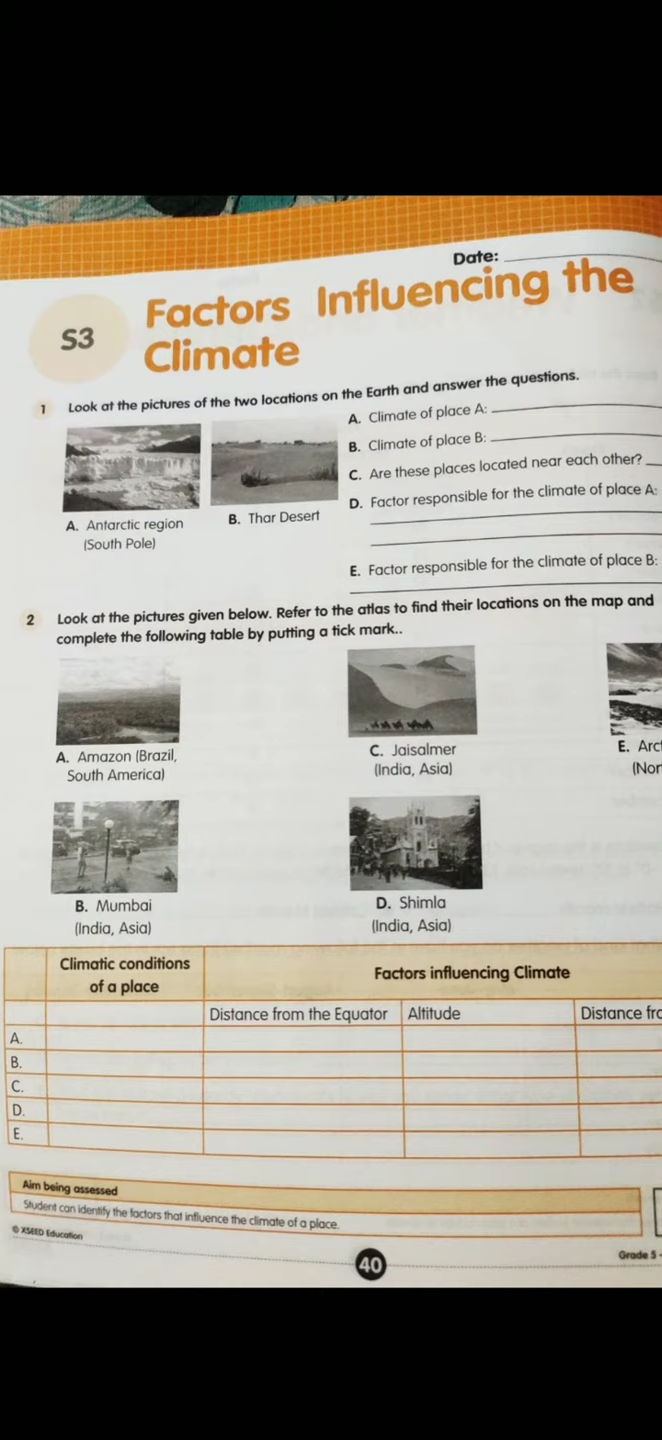 Date:
S3
Factors Influencing the
Climate
1 Look at the pictures of the two locations on the Earth and answer the questions.
A. Climate of place A:
B. Climate of place B:
C. Are these places located near each other?
D. Factor responsible for the climate of place A:
A. Antarctic region
(South Pole)
B. Thar Desert
E. Factor responsible for the climate of place B:
2 Look at the pictures given below. Refer to the atlas to find their locations on the map and
complete the following table by putting a tick mark..
A. Amazon (Brazil,
South America)
C. Jaisalmer
(India, Asia)
E. Arc
(Nor
B. Mumbai
(India, Asia)
D. Shimla
(India, Asia)
Climatic conditions
of a place
Factors influencing Climate
Distance from the Equator Altitude Distance fro
A.
B.
C.
D.
E.
Aim being assessed
Student can identify the factors that influence the climate of a place.
© XSEED Education
40
Grade 5 -